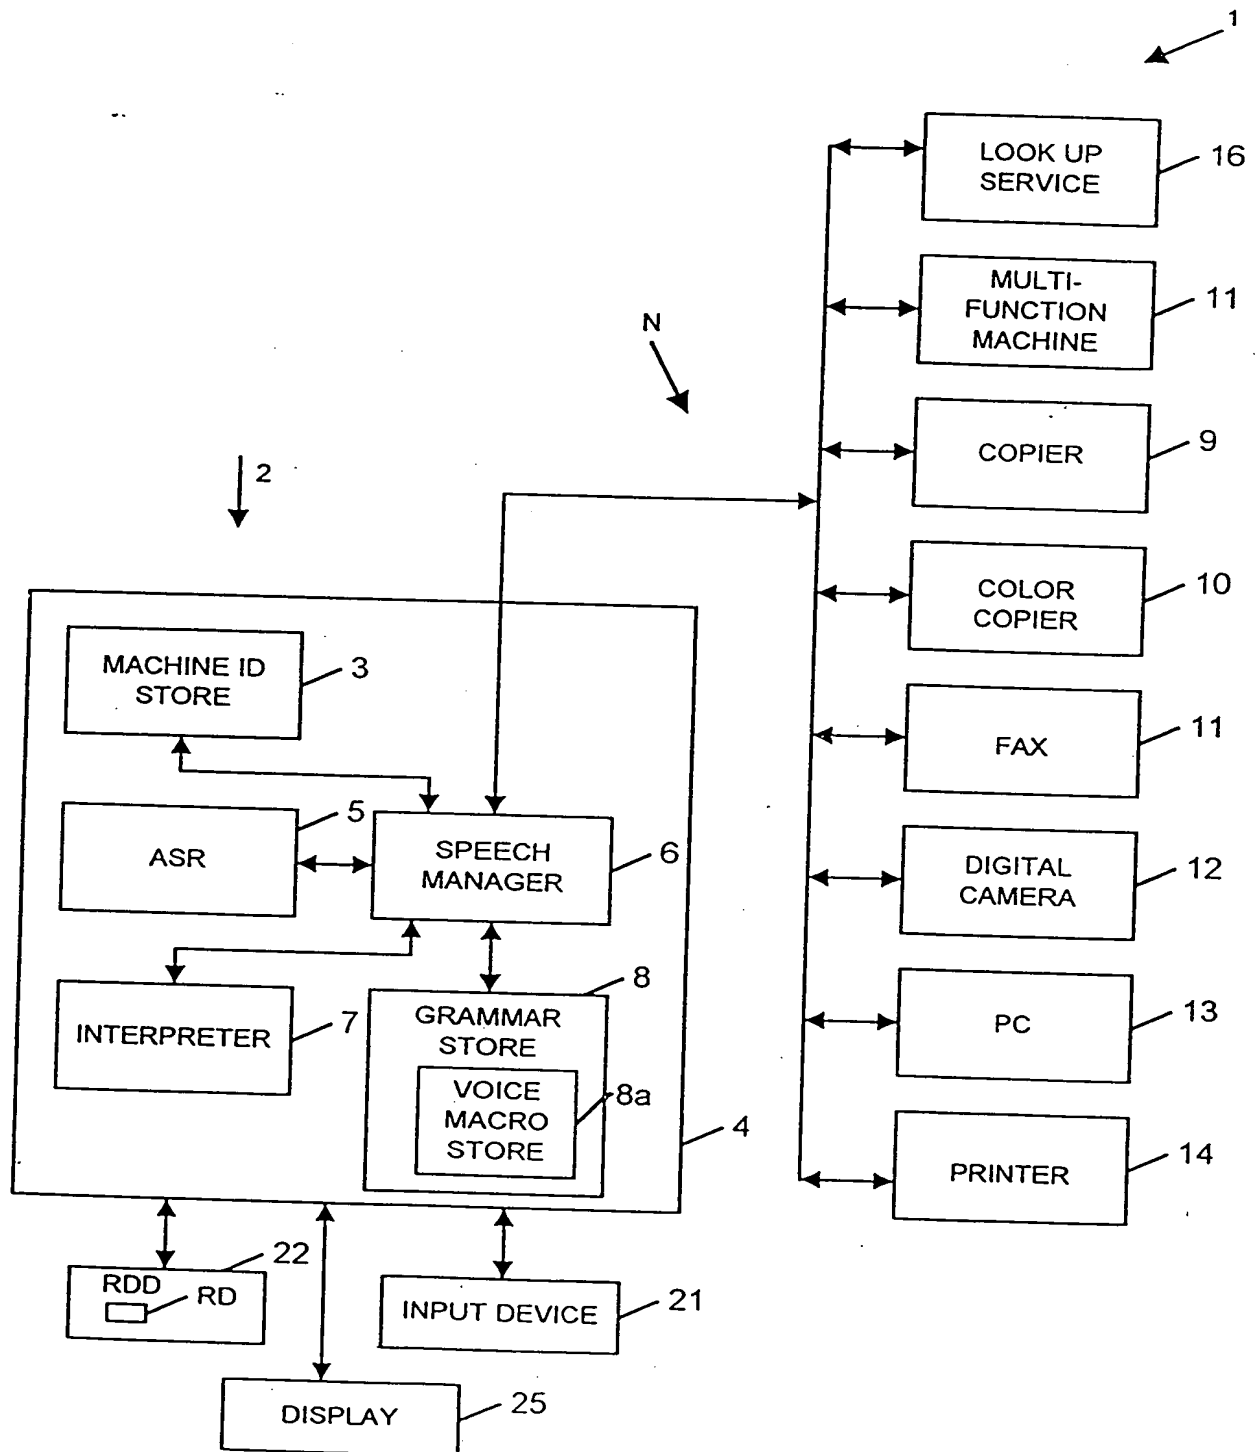 1
LOOK UP
SERVICE
16
MULTI-
FUNCTION
MACHINE
11
N
COPIER
9
2
COLOR
COPIER
10
MACHINE ID
STORE
3
FAX
11
ASR
5
SPEECH
MANAGER
6
DIGITAL
CAMERA
12
INTERPRETER
7
8
GRAMMAR
STORE
VOICE
MACRO
STORE
8a
4
PC
13
PRINTER
14
22
RDD
RD
INPUT DEVICE
21
DISPLAY
25